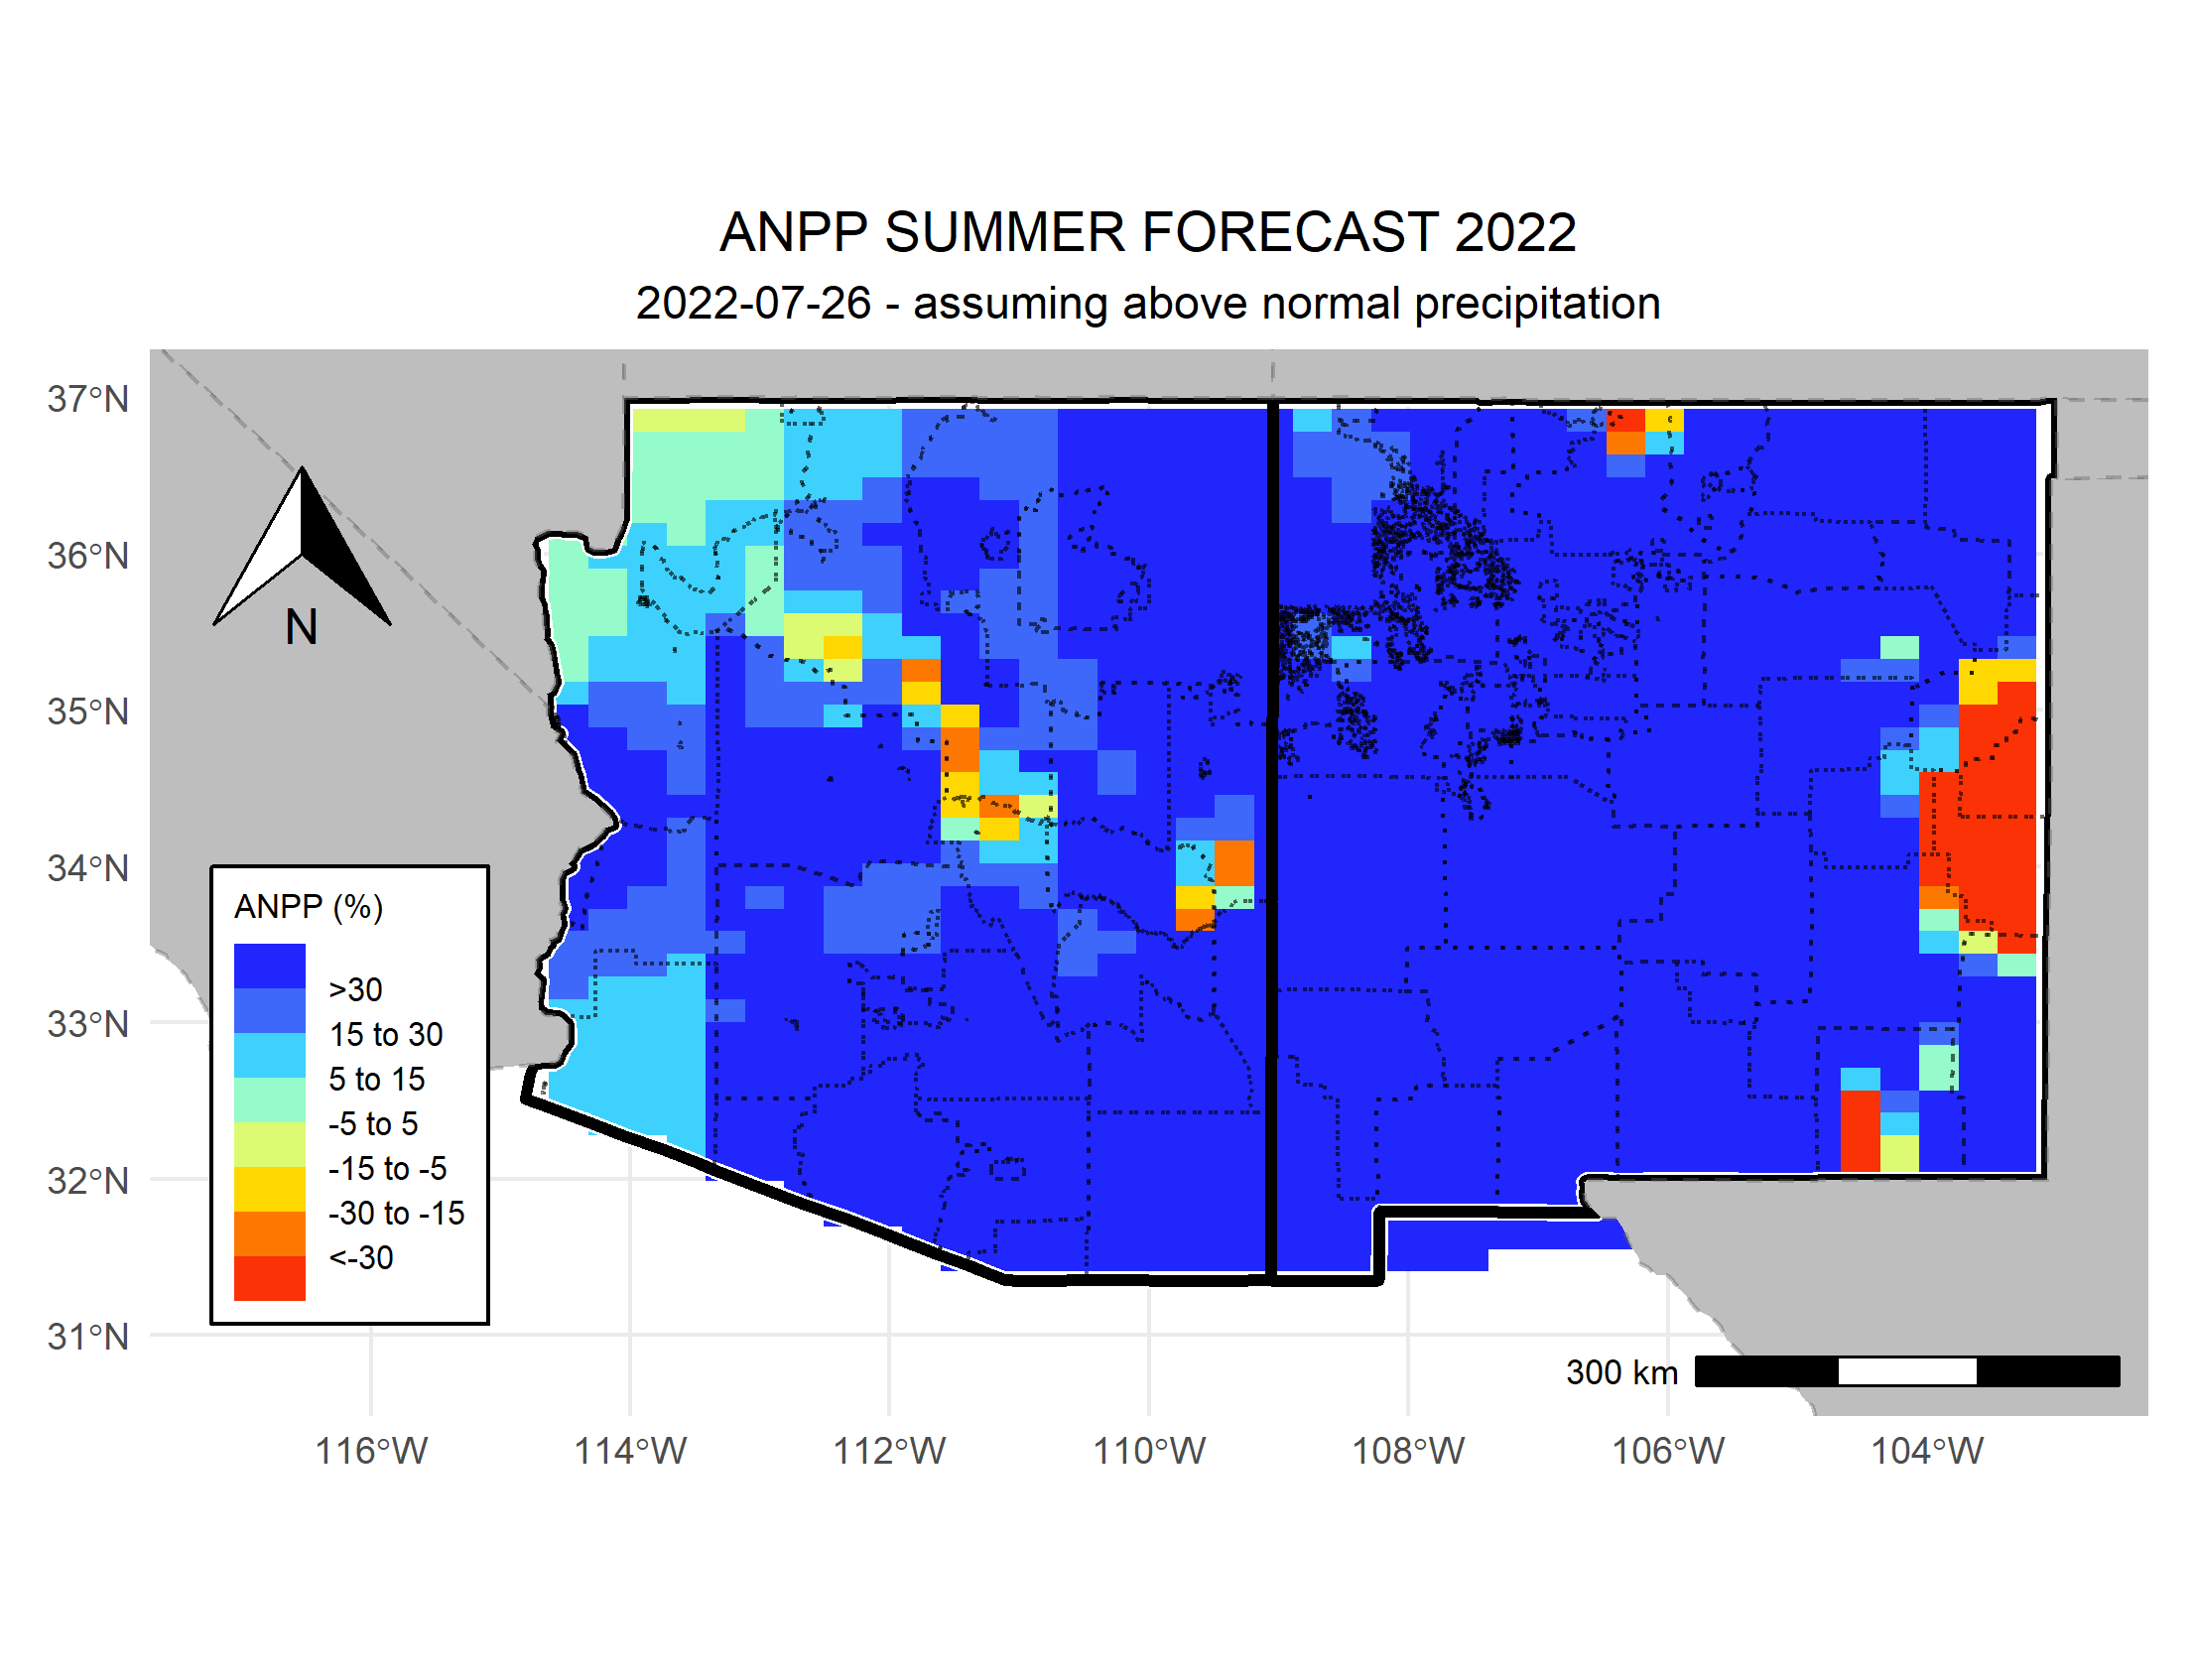 ANPP SUMMER FORECAST 2022
2022-07-26 - assuming above normal precipitation
37°N
36°N
35°N
34°N
33°N
32°N
31°N
N
ANPP (%)
>30
15 to 30
5 to 15
-5 to 5
-15 to -5
-30 to -15
<-30
300 km
116°W
114°W
112°W
110°W
108°W
106°W
104°W